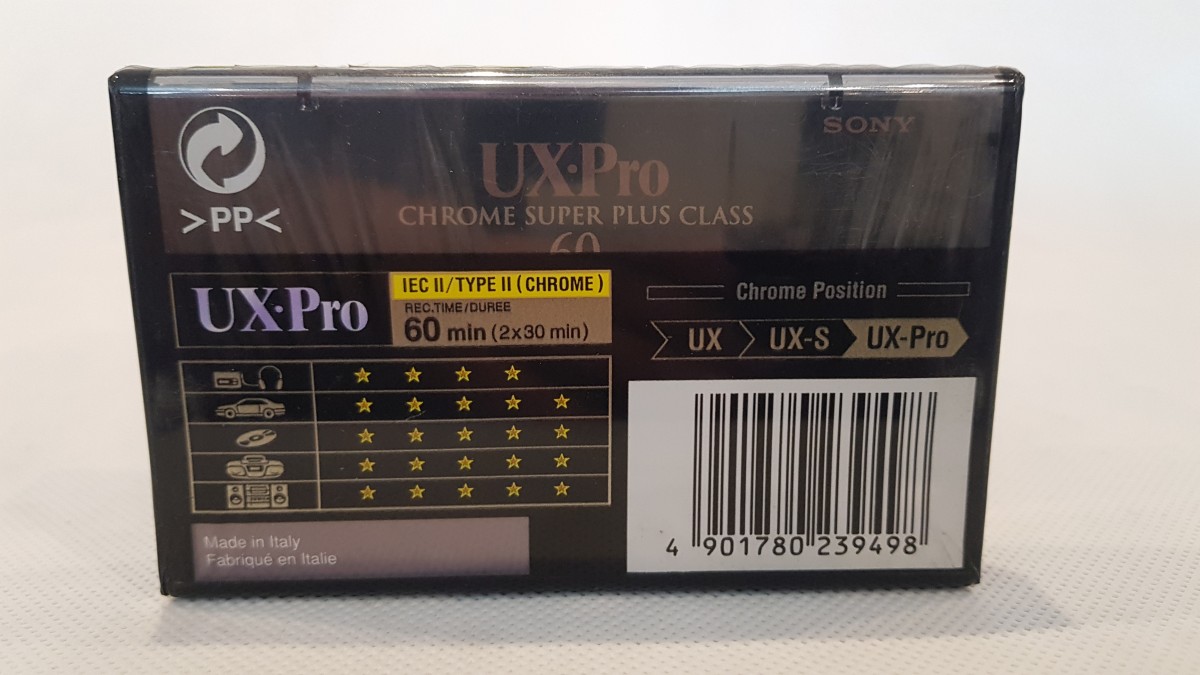 SONY
UX·Pro
CHROME SUPER PLUS CLASS
60
>PP<
UX·Pro
IEC II/TYPE II (CHROME)
REC.TIME/DUREE
60 min (2x30 min)
Chrome Position
UX UX-S UX-Pro
Made in Italy
Fabriqué en Italie
4 901780 239498